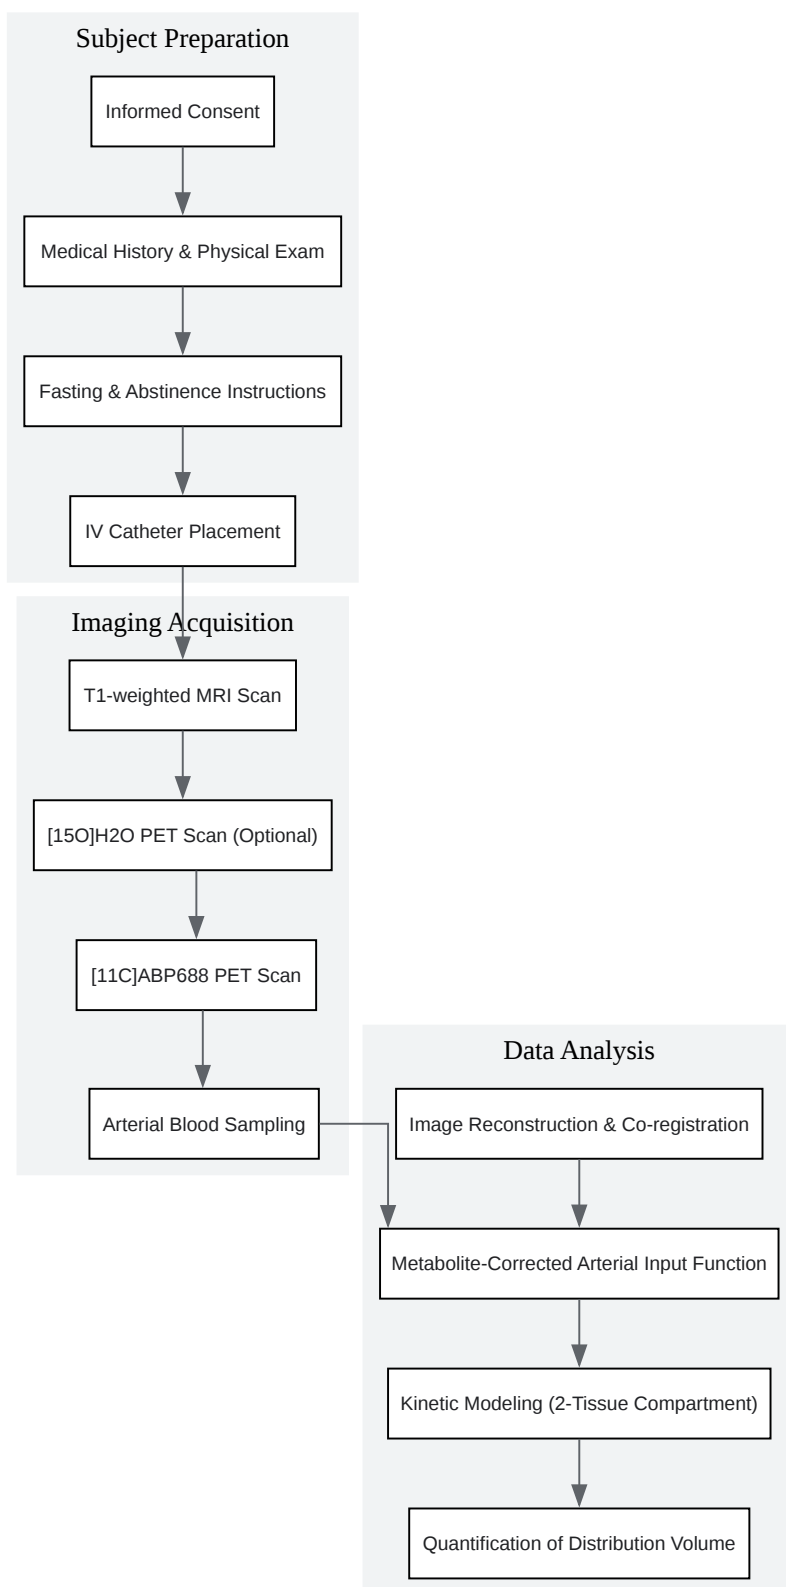 Subject Preparation
Informed Consent
Medical History & Physical Exam
Fasting & Abstinence Instructions
IV Catheter Placement
Imaging Acquisition
T1-weighted MRI Scan
[15O]H2O PET Scan (Optional)
[11C]ABP688 PET Scan
Arterial Blood Sampling
Data Analysis
Image Reconstruction & Co-registration
Metabolite-Corrected Arterial Input Function
Kinetic Modeling (2-Tissue Compartment)
Quantification of Distribution Volume